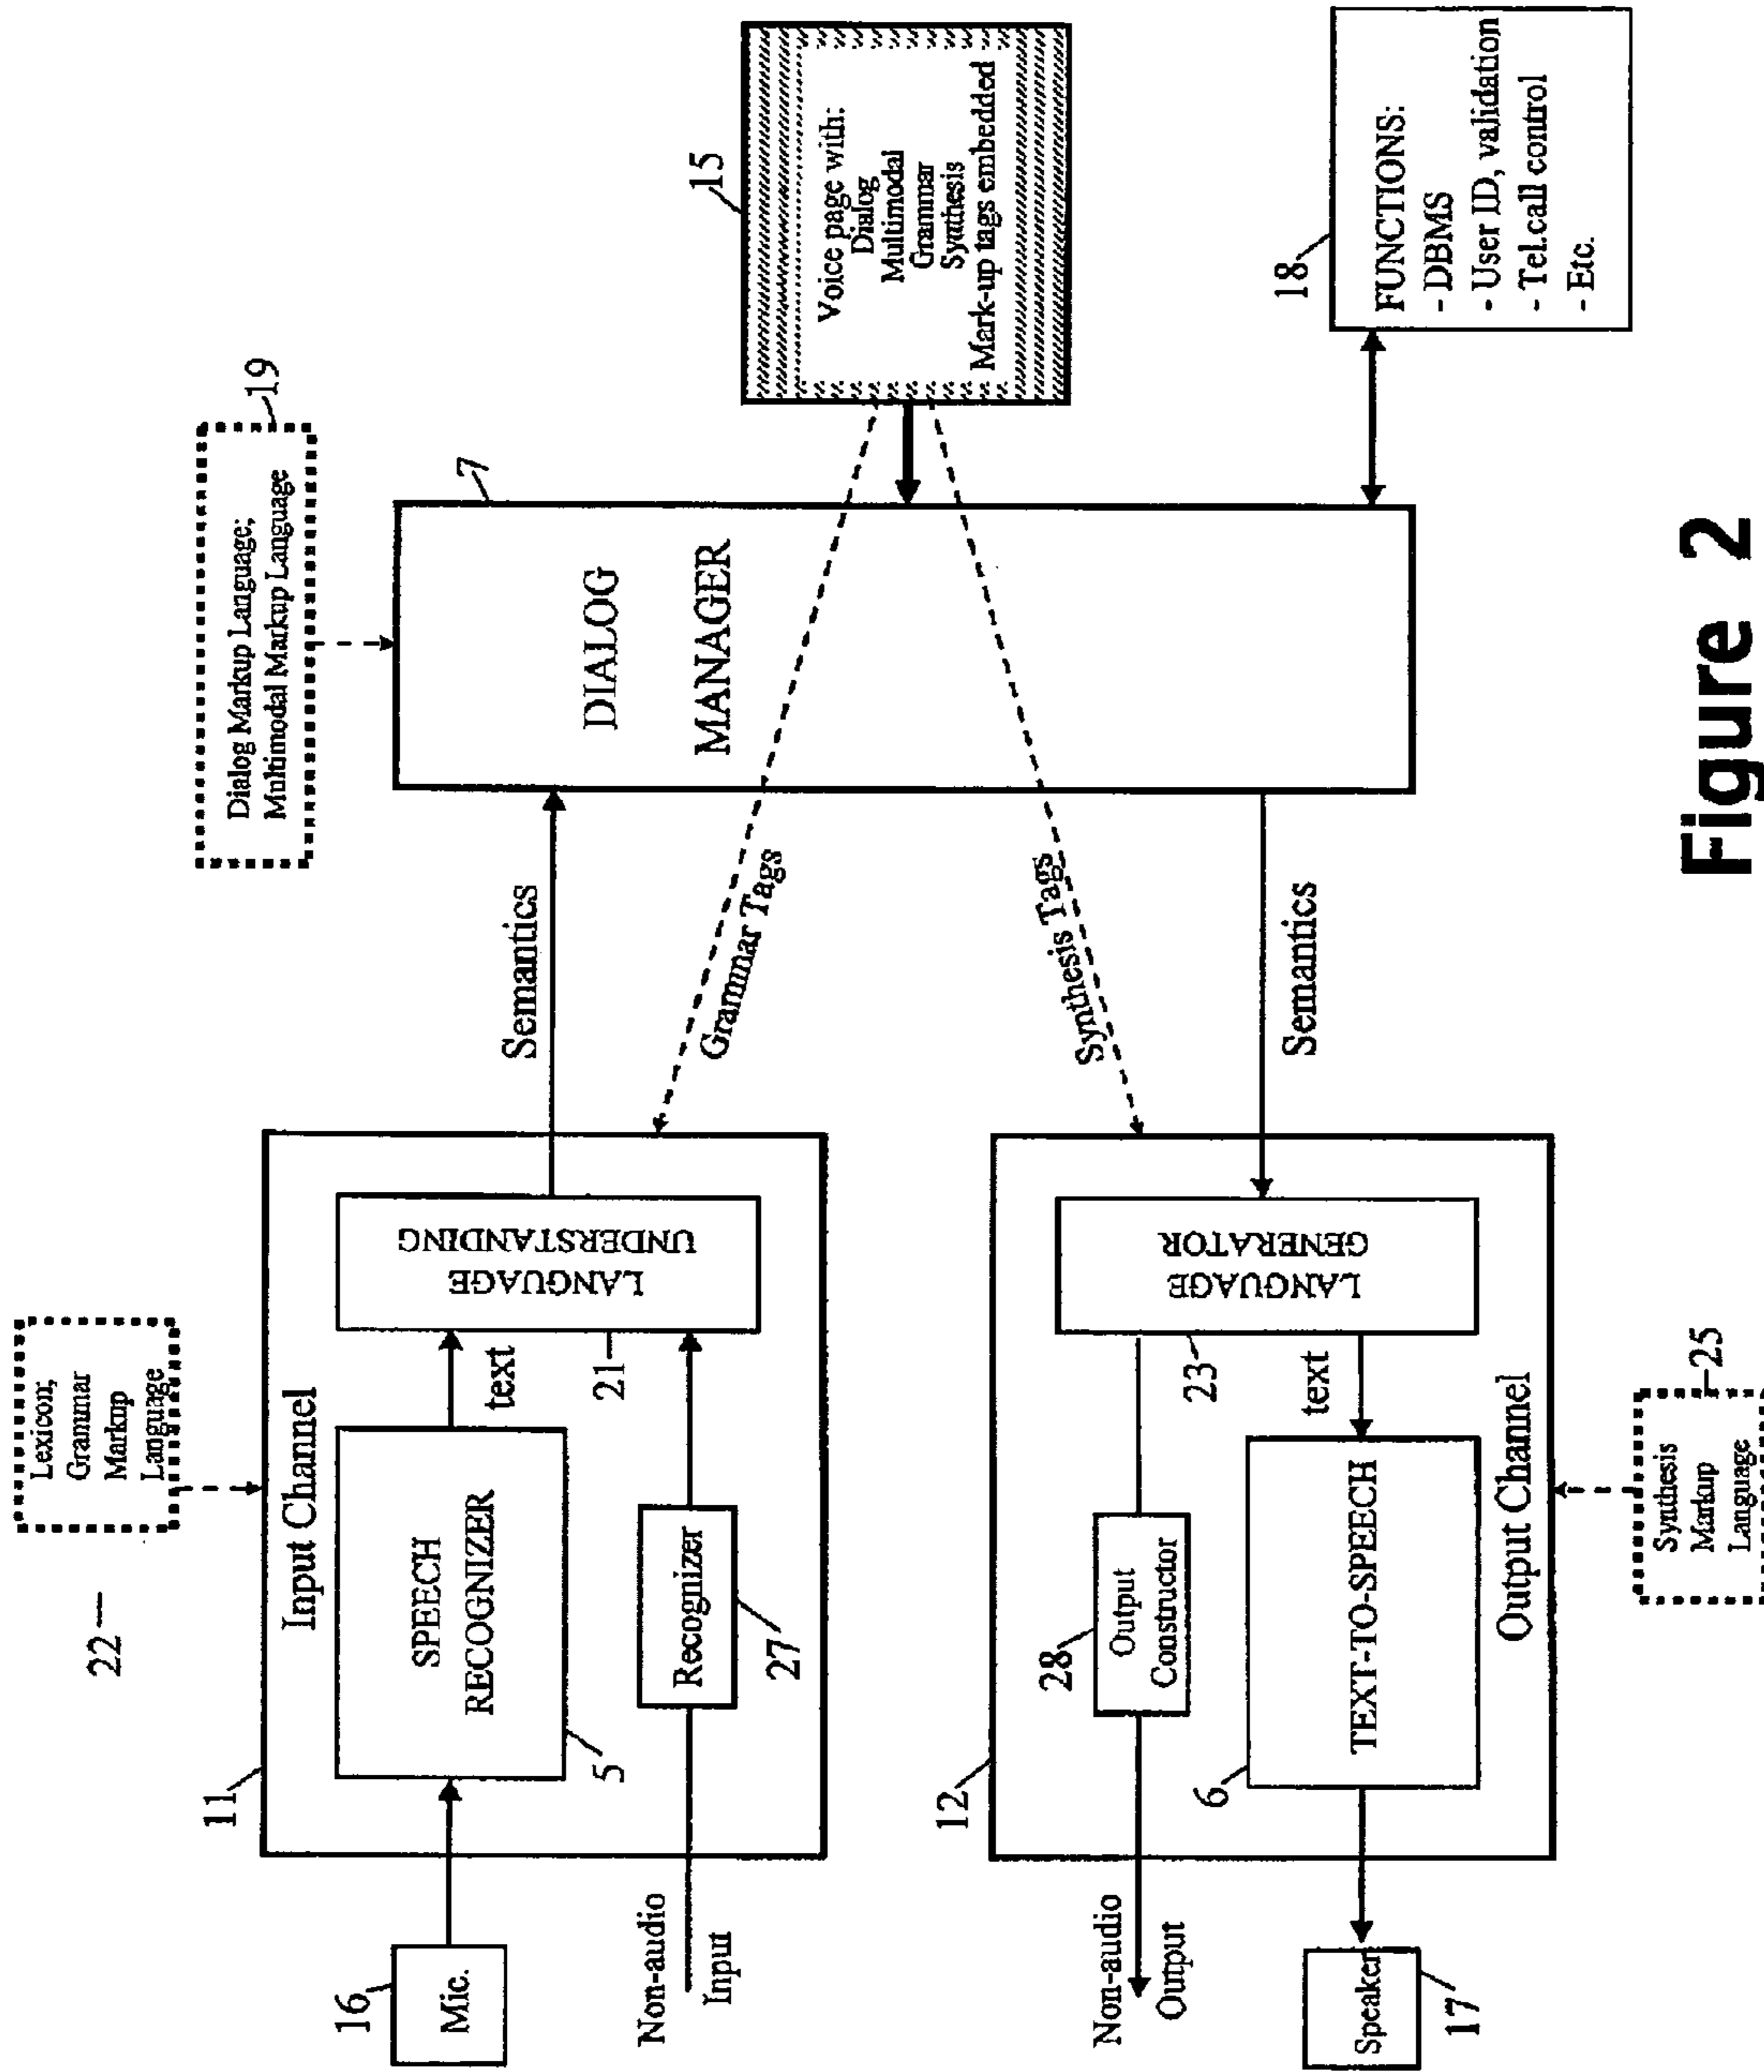 22
Lexicon;
Grammar
Markup
Language
Dialog Markup Language;
Multimodal Markup Language
19
11
Input Channel
16
Mic.
SPEECH
RECOGNIZER
5
text
LANGUAGE
UNDERSTANDING
21
Non-audio
Input
Recognizer
27
Semantics
Grammar Tags
7
DIALOG
MANAGER
15
Voice page with:
Dialog
Multimodal
Grammar
Synthesis
Mark-up tags embedded
12
Non-audio
Output
28
Output
Constructor
LANGUAGE
GENERATOR
23
text
6
TEXT-TO-SPEECH
Speaker
17
Output Channel
Synthesis Tags
Semantics
18
FUNCTIONS:
- DBMS
- User ID, validation
- Tel.call control
- Etc.
Synthesis
Markup
Language
25
Figure 2